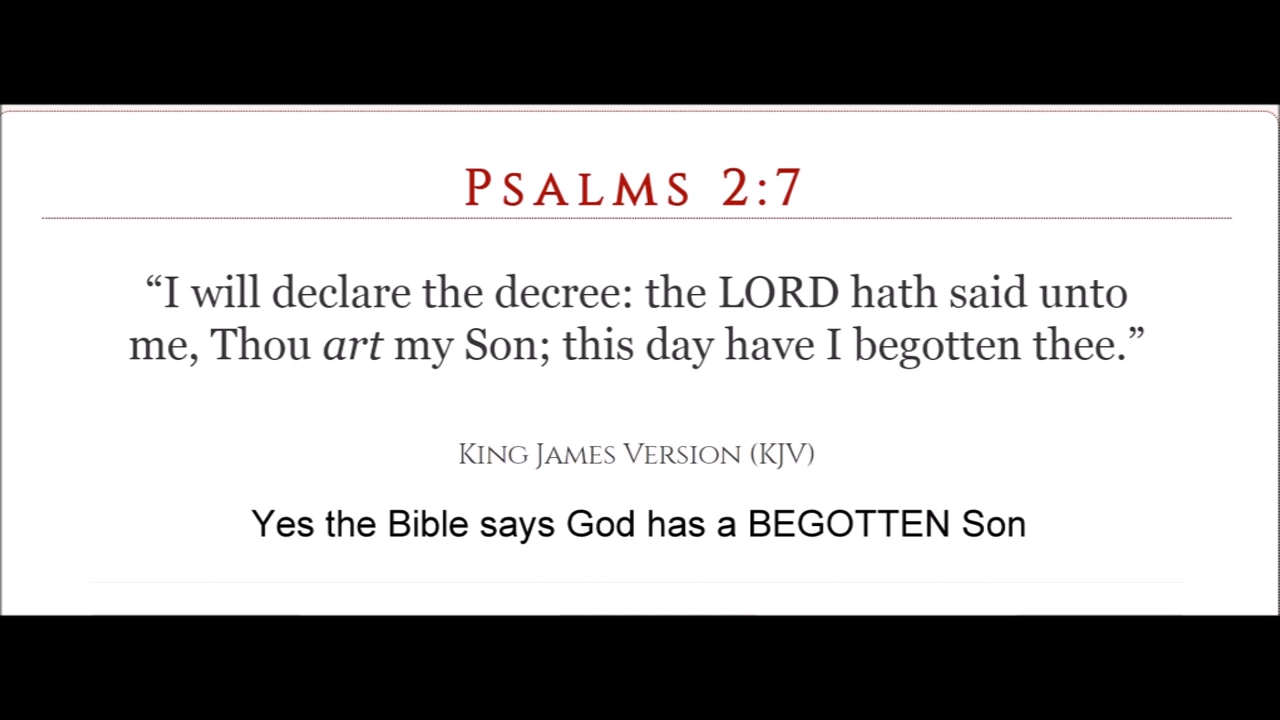 PSALMS 2:7
“I will declare the decree: the LORD hath said unto
me, Thou art my Son; this day have I begotten thee.”
KING JAMES VERSION (KJV)
Yes the Bible says God has a BEGOTTEN Son